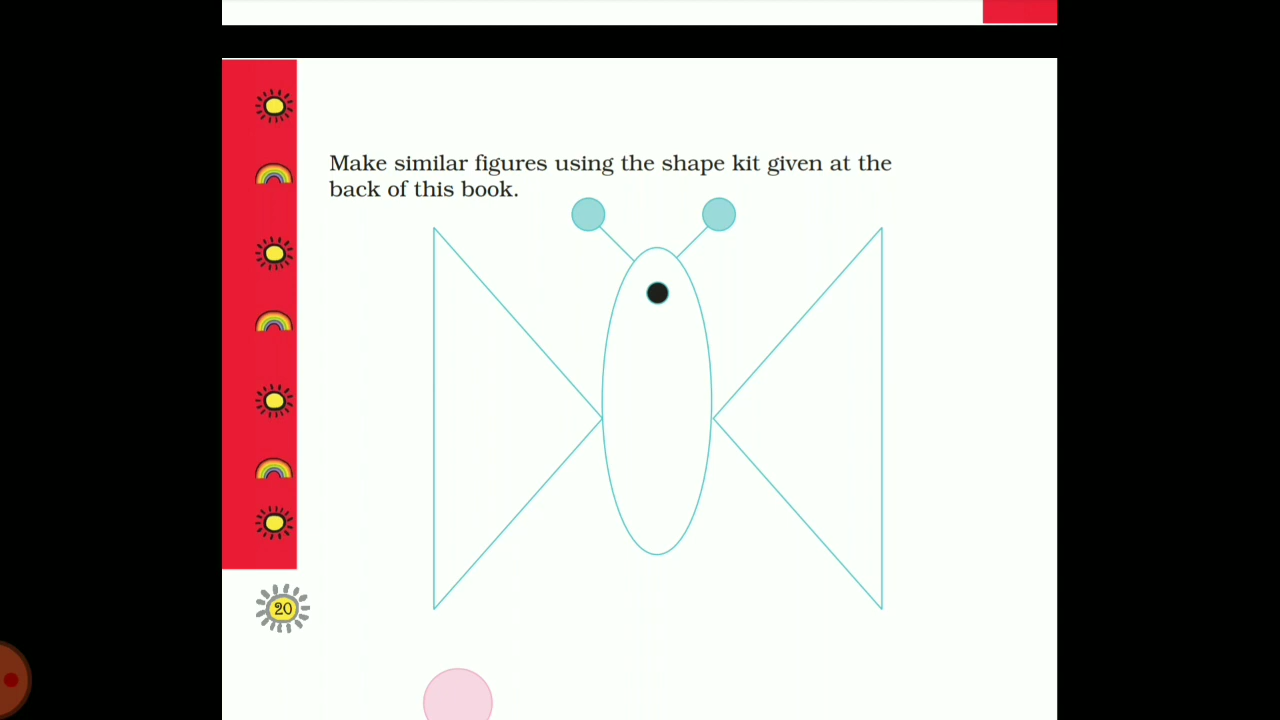 Make similar figures using the shape kit given at the
back of this book.
20